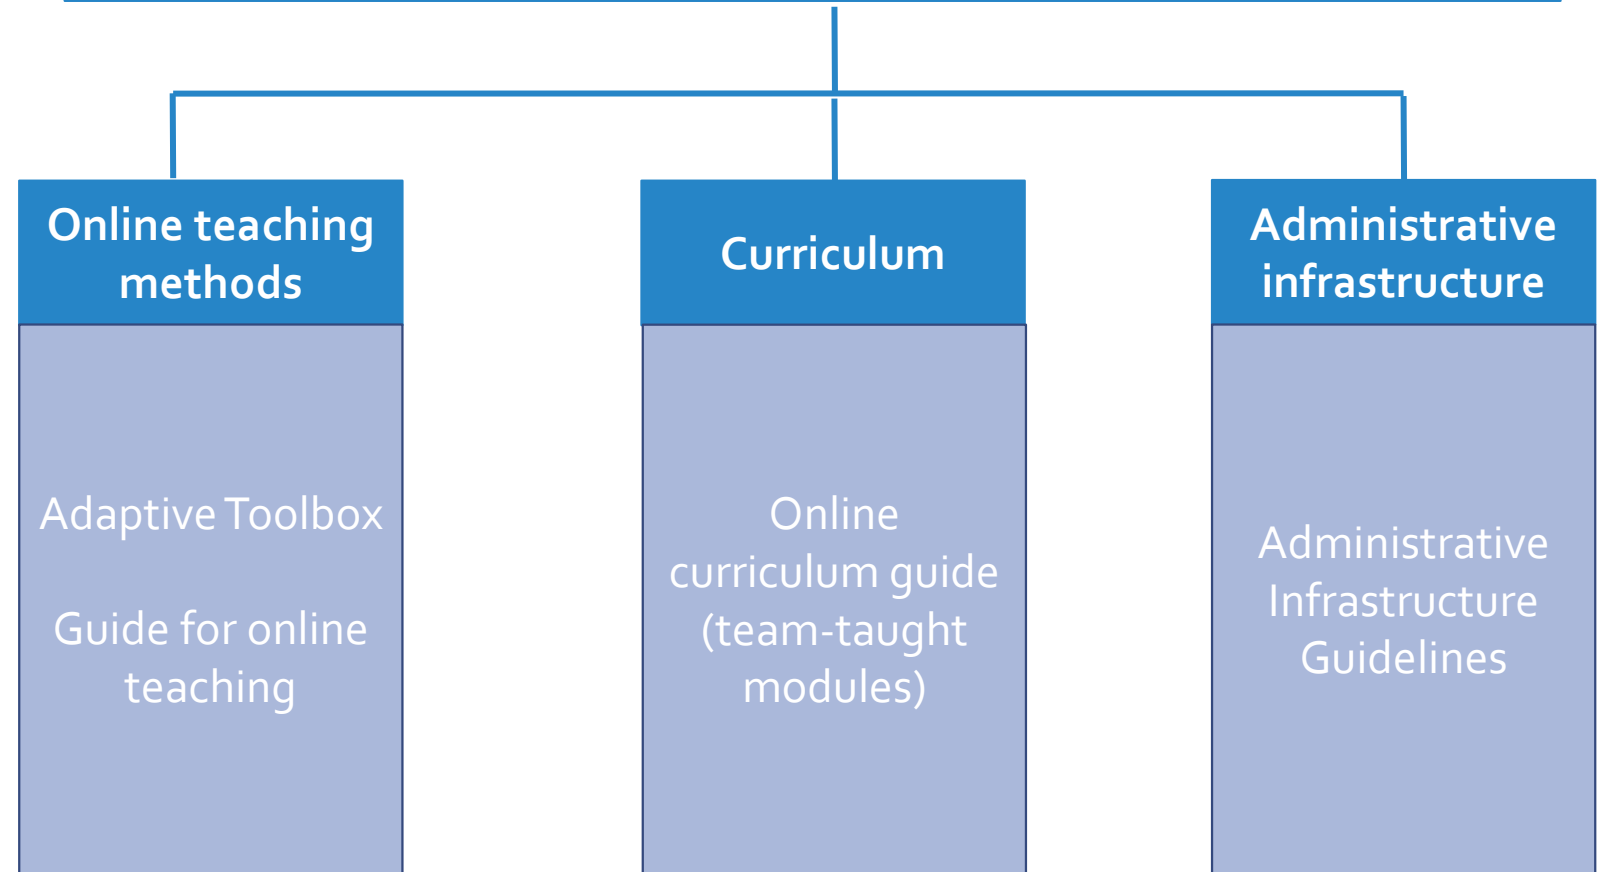 Online teaching
methods
Curriculum
Administrative
infrastructure
Adaptive Toolbox
Guide for online
teaching
Online
curriculum guide
(team-taught
modules)
Administrative
Infrastructure
Guidelines